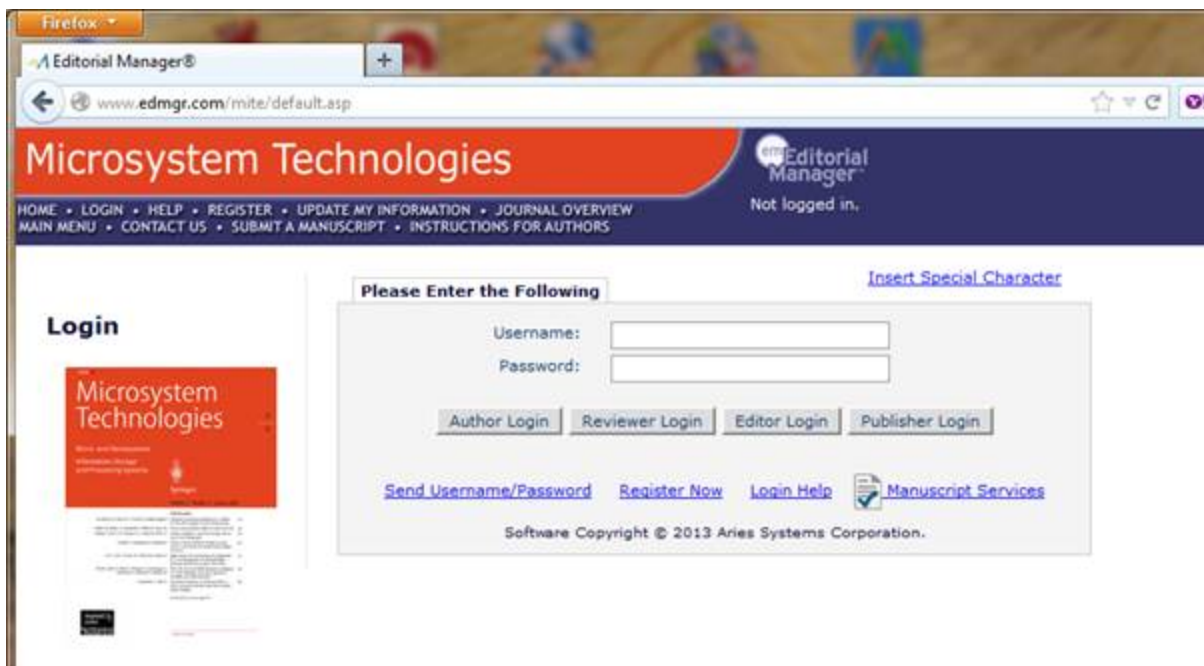 Firefox
Editorial Manager®
www.edmgr.com/mite/default.asp
Microsystem Technologies
em Editorial
Manager™
HOME • LOGIN • HELP • REGISTER • UPDATE MY INFORMATION • JOURNAL OVERVIEW
MAIN MENU • CONTACT US • SUBMIT A MANUSCRIPT • INSTRUCTIONS FOR AUTHORS
Not logged in.
Insert Special Character
Please Enter the Following
Login
Username:
Password:
Microsystem
Technologies
Author Login
Reviewer Login
Editor Login
Publisher Login
Send Username/Password
Register Now
Login Help
Manuscript Services
Software Copyright © 2013 Aries Systems Corporation.